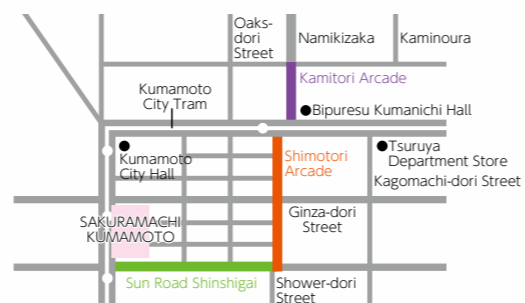 Oaks-
dori
Street
Namikizaka
Kaminoura
Kamitori Arcade
Kumamoto
City Tram
●Bipuresu Kumanichi Hall
Kumamoto
City Hall
Shimotori
Arcade
●Tsuruya
Department Store
Kagomachi-dori Street
SAKURAMACHI
KUMAMOTO
Ginza-dori
Street
Sun Road Shinshigai
Shower-dori
Street